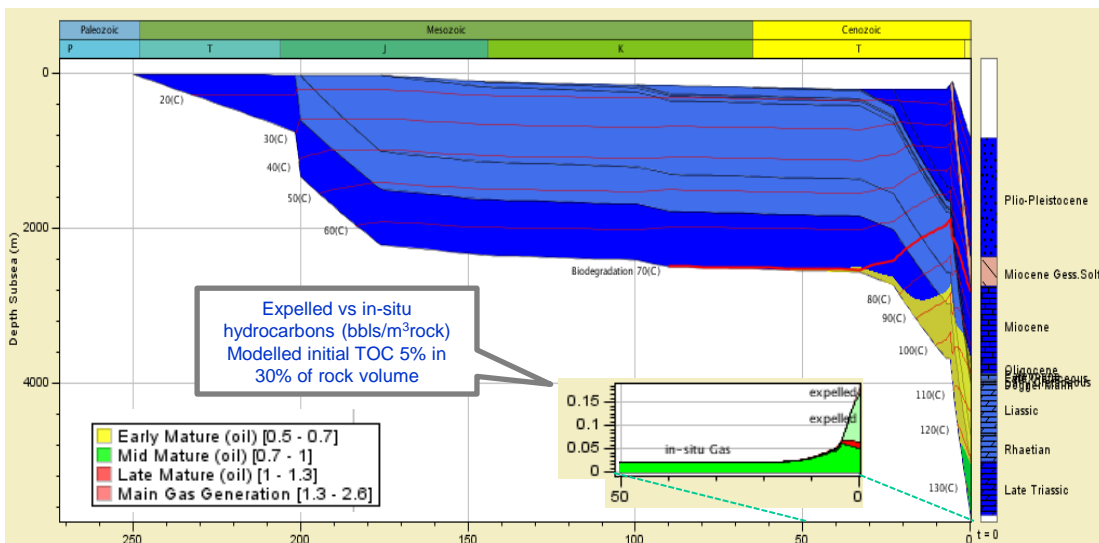 Paleozoic
Mesozoic
Cenozoic
P
T
J
K
T
0
2000
4000
Depth Subsea (m)
20(C)
30(C)
40(C)
50(C)
60(C)
Biodegradation 70(C)
80(C)
90(C)
100(C)
110(C)
120(C)
130(C)
Expelled vs in-situ
hydrocarbons (bbls/m³rock)
Modelled initial TOC 5% in
30% of rock volume
Early Mature (oil) [0.5 - 0.7]
Mid Mature (oil) [0.7 - 1]
Late Mature (oil) [1 - 1.3]
Main Gas Generation [1.3 - 2.6]
0.15
0.10
0.05
0
expelled
expelled
in-situ Gas
50
0
Plio-Pleistocene
Miocene Gess.Solf
Miocene
Oligocene
Liassic
Rhaetian
Late Triassic
250
200
150
100
50
t = 0